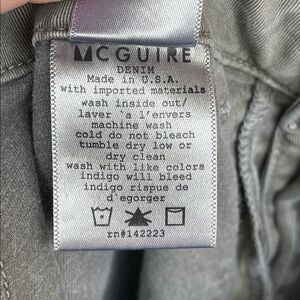 MCGUIRE
DENIM
Made in U.S.A.
with imported materials
wash inside out/
laver `a l'envers
machine wash
cold do not bleach
tumble dry low or
dry clean
wash with like colors
indigo will bleed
indigo rispue de
d'egorger
rn#142223